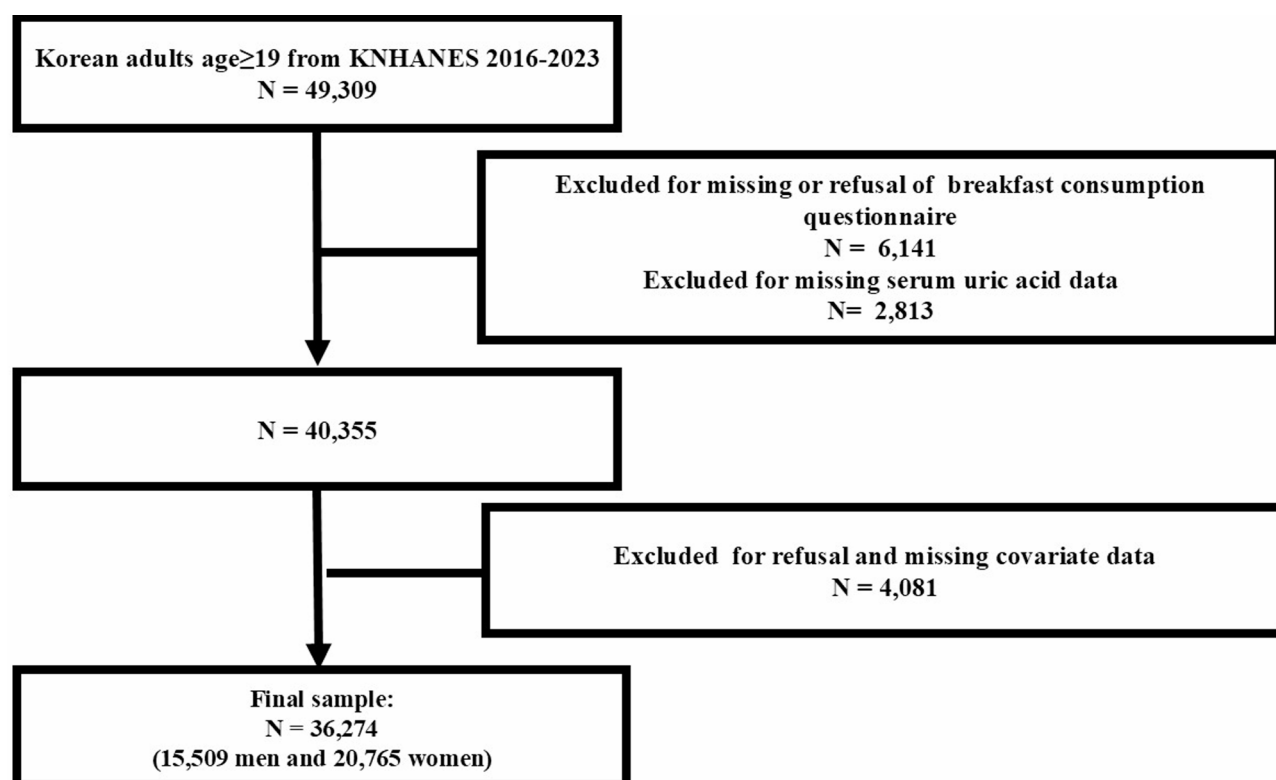 Korean adults age≥19 from KNHANES 2016-2023
N = 49,309
Excluded for missing or refusal of breakfast consumption
questionnaire
N = 6,141
Excluded for missing serum uric acid data
N= 2,813
N = 40,355
Excluded for refusal and missing covariate data
N = 4,081
Final sample:
N = 36,274
(15,509 men and 20,765 women)